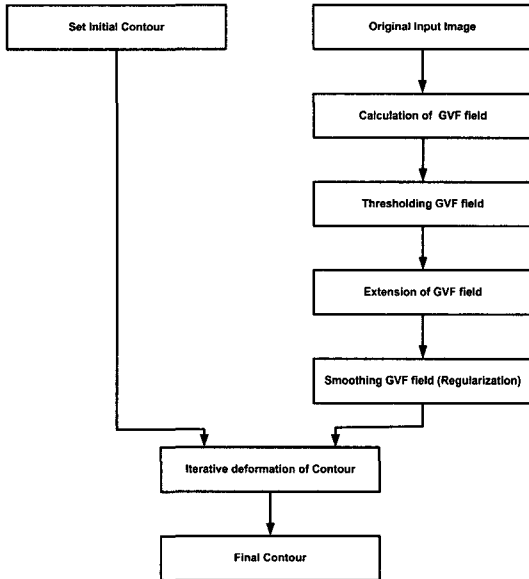 Set Initial Contour
Original Input Image
Calculation of GVF field
Thresholding GVF field
Extension of GVF field
Smoothing GVF field (Regularization)
Iterative deformation of Contour
Final Contour